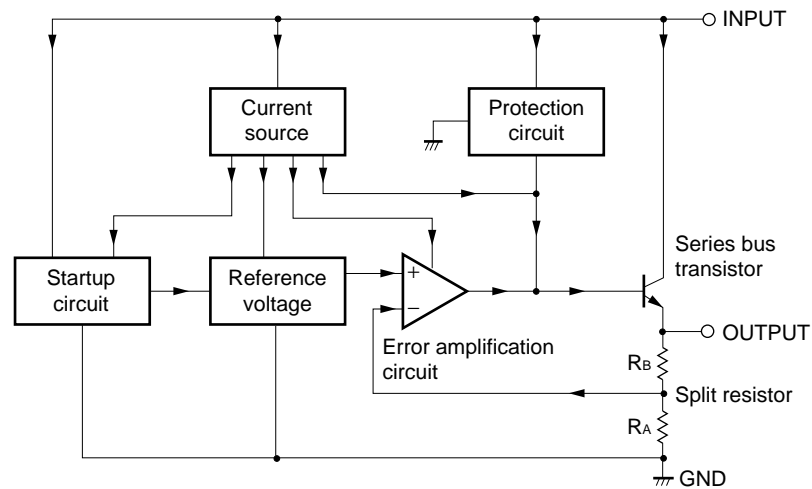 INPUT
Current
source
Protection
circuit
Series bus
transistor
Startup
circuit
Reference
voltage
+
−
OUTPUT
Error amplification
circuit
RB
Split resistor
RA
GND